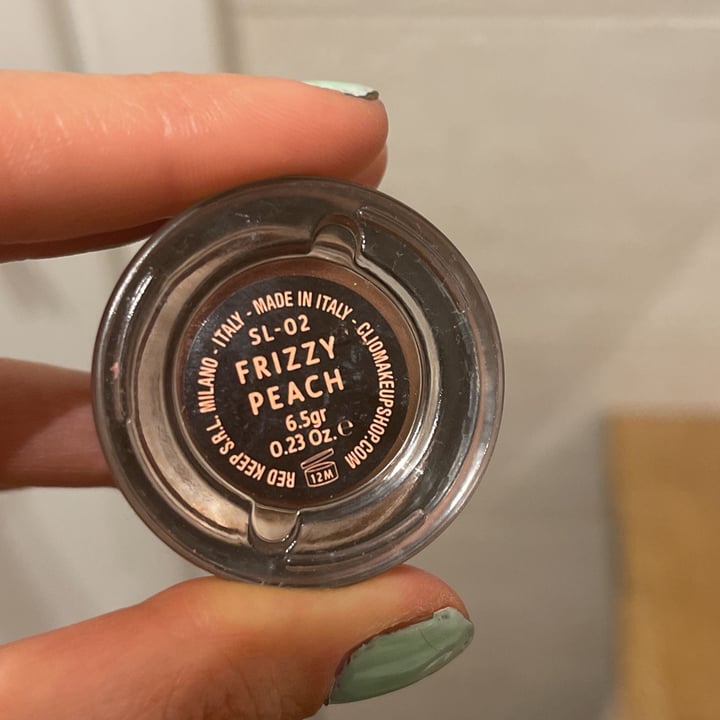 RED KEEP S.R.L. MILANO - ITALY - MADE IN ITALY - CLIOMAKEUPSHOP.COM
SL-02
FRIZZY
PEACH
6.5gr
0.23 Oz. ℮
12M